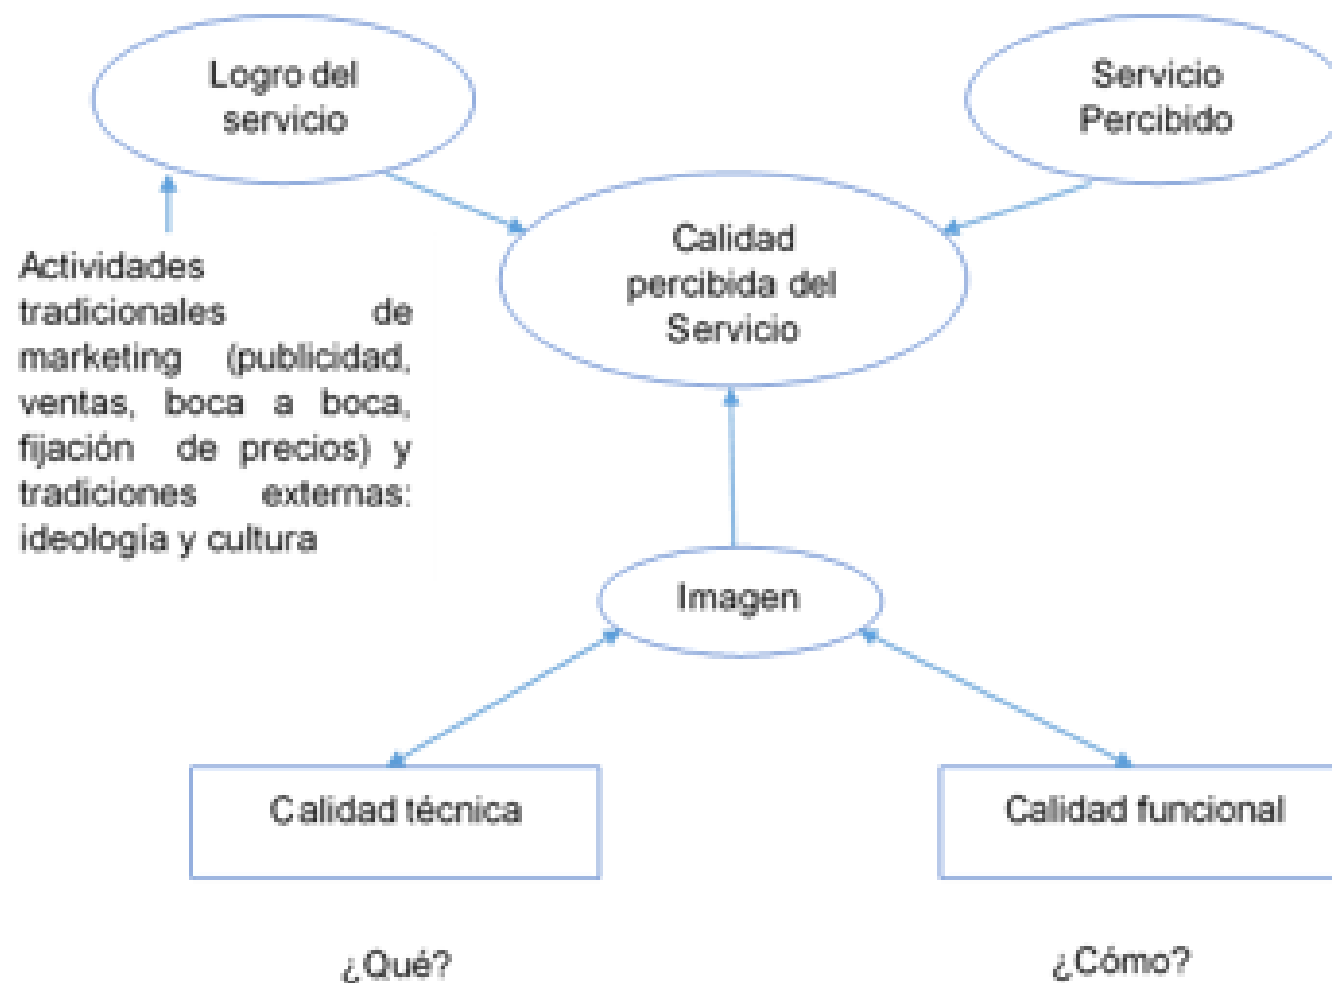 Logro del
servicio
Servicio
Percibido
Calidad
percibida del
Servicio
Actividades
tradicionales de
marketing (publicidad,
ventas, boca a boca,
fijación de precios) y
tradiciones externas:
ideología y cultura
Imagen
Calidad técnica
Calidad funcional
¿Qué?
¿Cómo?